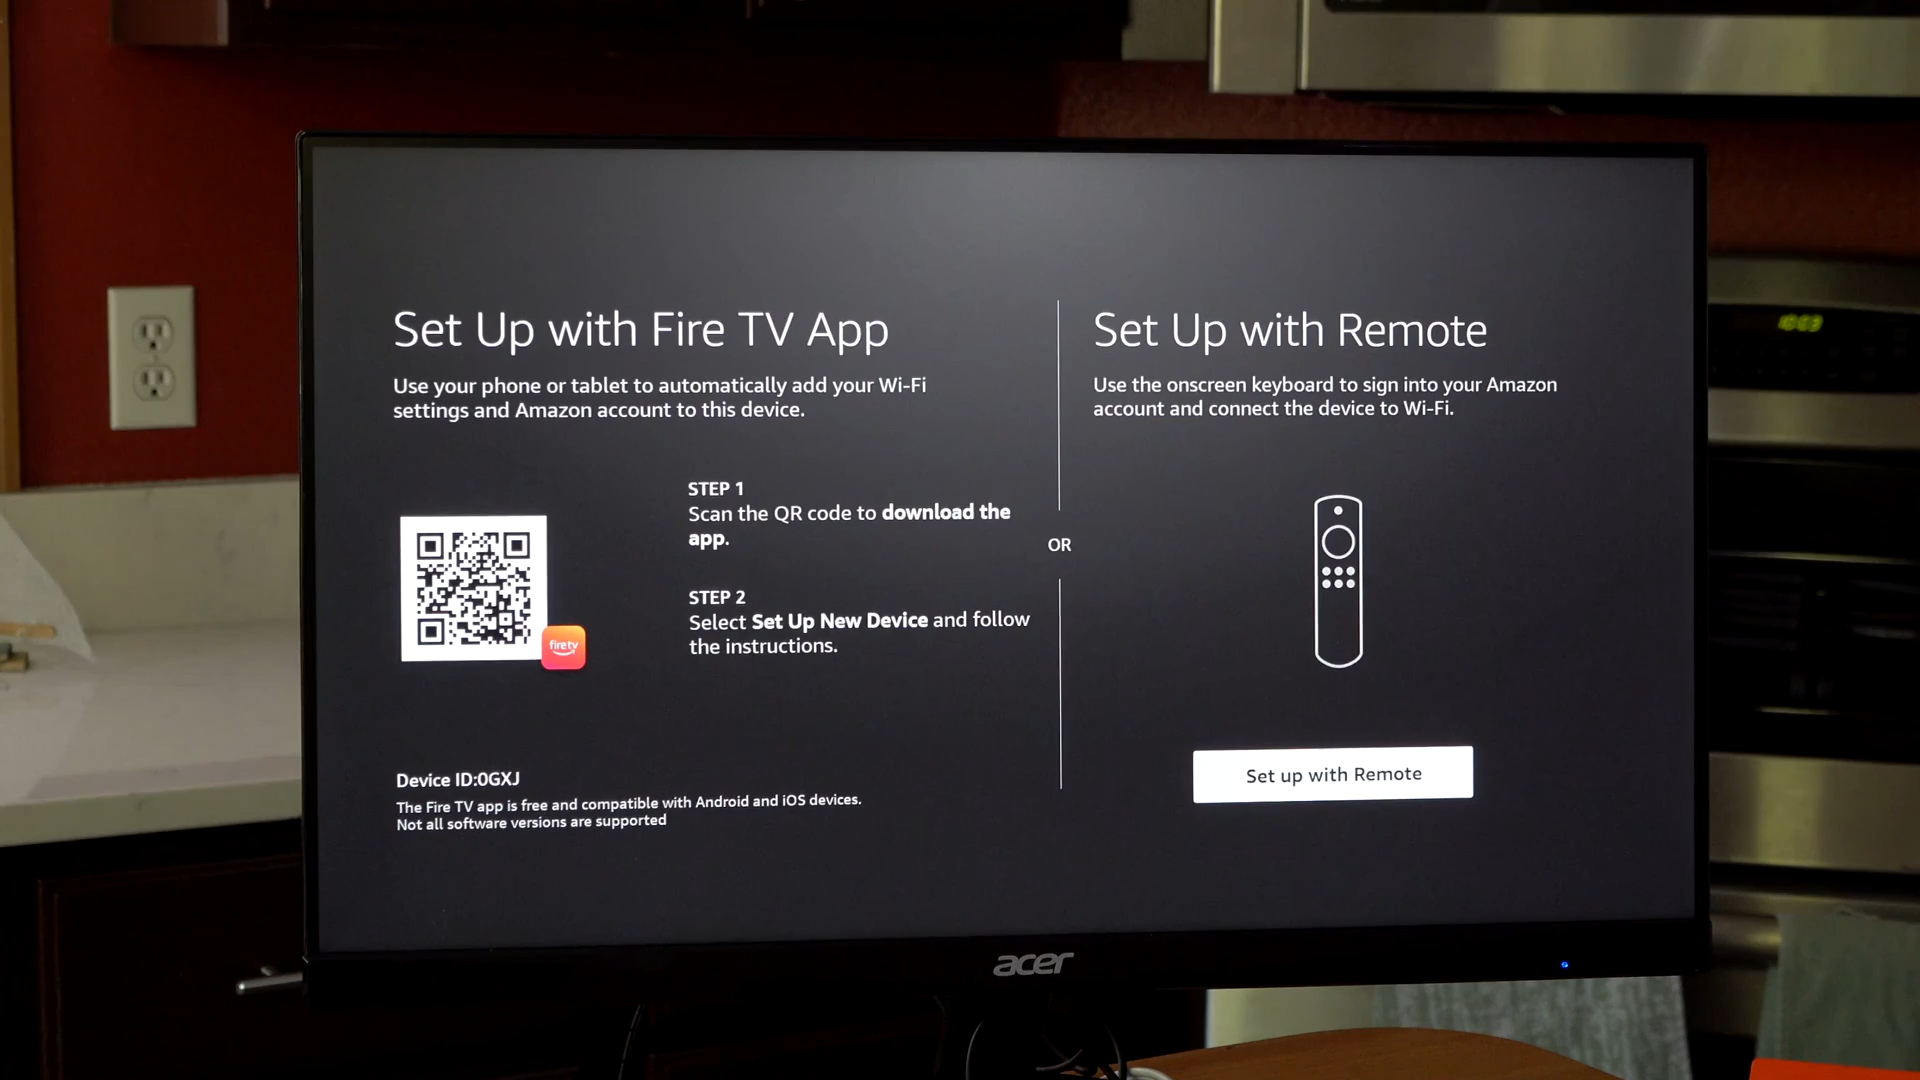 Set Up with Fire TV App
Use your phone or tablet to automatically add your Wi-Fi
settings and Amazon account to this device.
STEP 1
Scan the QR code to download the
app.
STEP 2
Select Set Up New Device and follow
the instructions.
fire tv
Device ID:0GXJ
The Fire TV app is free and compatible with Android and iOS devices.
Not all software versions are supported
OR
Set Up with Remote
Use the onscreen keyboard to sign into your Amazon
account and connect the device to Wi-Fi.
Set up with Remote
acer
10:03